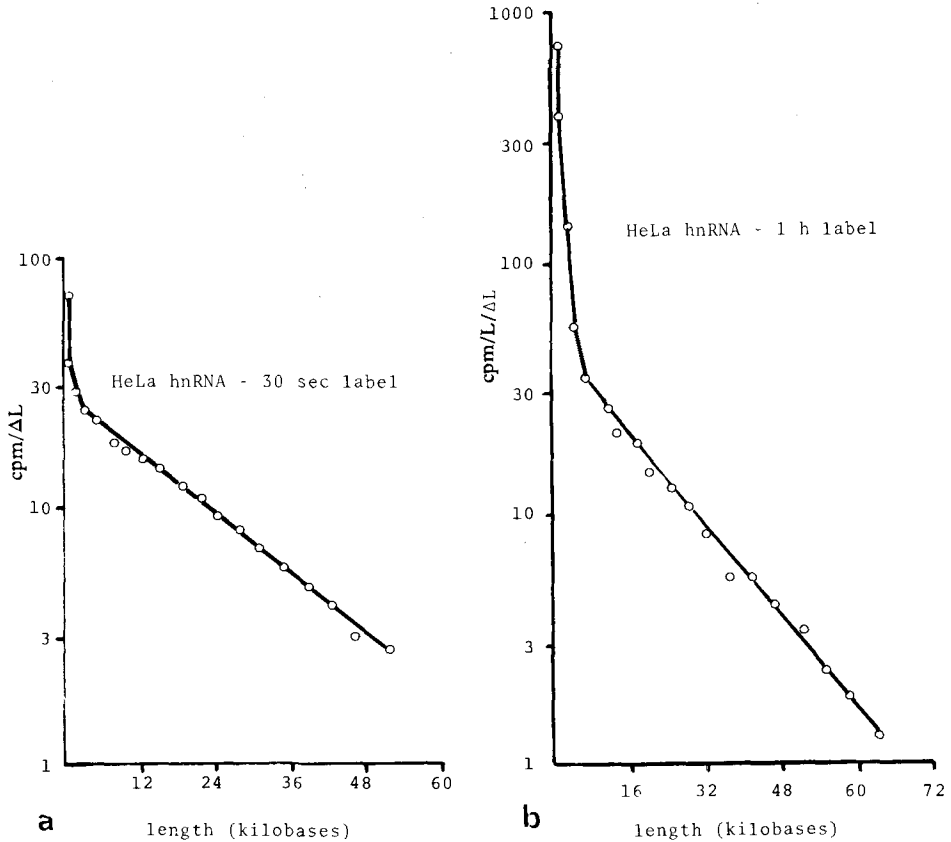 100
30
10
3
1
cpm/ΔL
HeLa hnRNA - 30 sec label
12 24 36 48 60
length (kilobases)
a
1000
300
100
30
10
3
1
cpm/L/ΔL
HeLa hnRNA - 1 h label
16 32 48 60 72
length (kilobases)
b